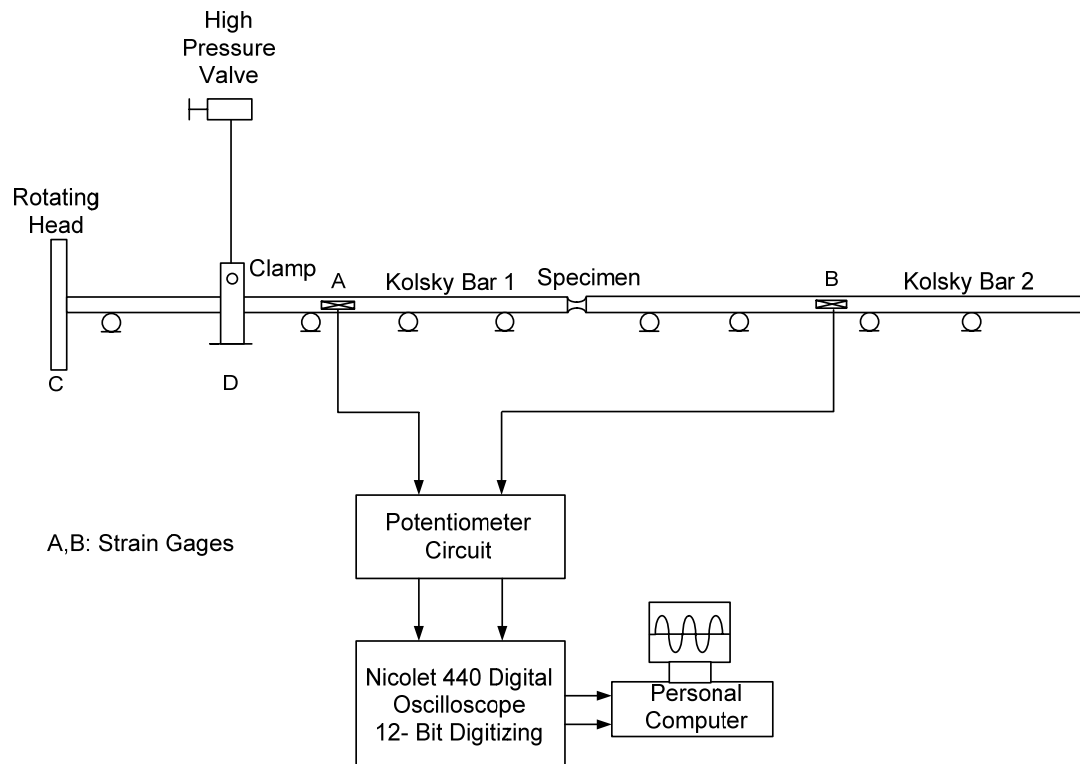 High
Pressure
Valve
Rotating
Head
Clamp
A
Kolsky Bar 1
Specimen
B
Kolsky Bar 2
C
D
Potentiometer
Circuit
A,B: Strain Gages
Nicolet 440 Digital
Oscilloscope
12- Bit Digitizing
Personal
Computer